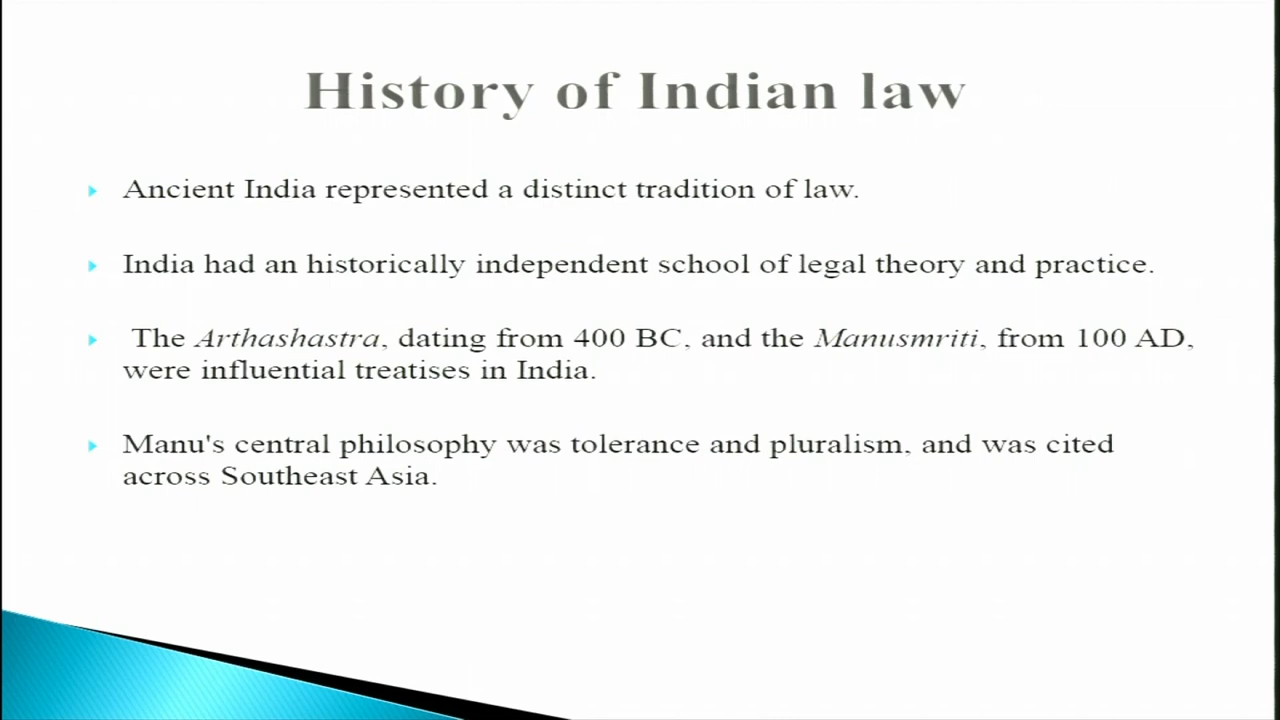 History of Indian law
Ancient India represented a distinct tradition of law.
India had an historically independent school of legal theory and practice.
The Arthashastra, dating from 400 BC, and the Manusmriti, from 100 AD,
were influential treatises in India.
Manu's central philosophy was tolerance and pluralism, and was cited
across Southeast Asia.